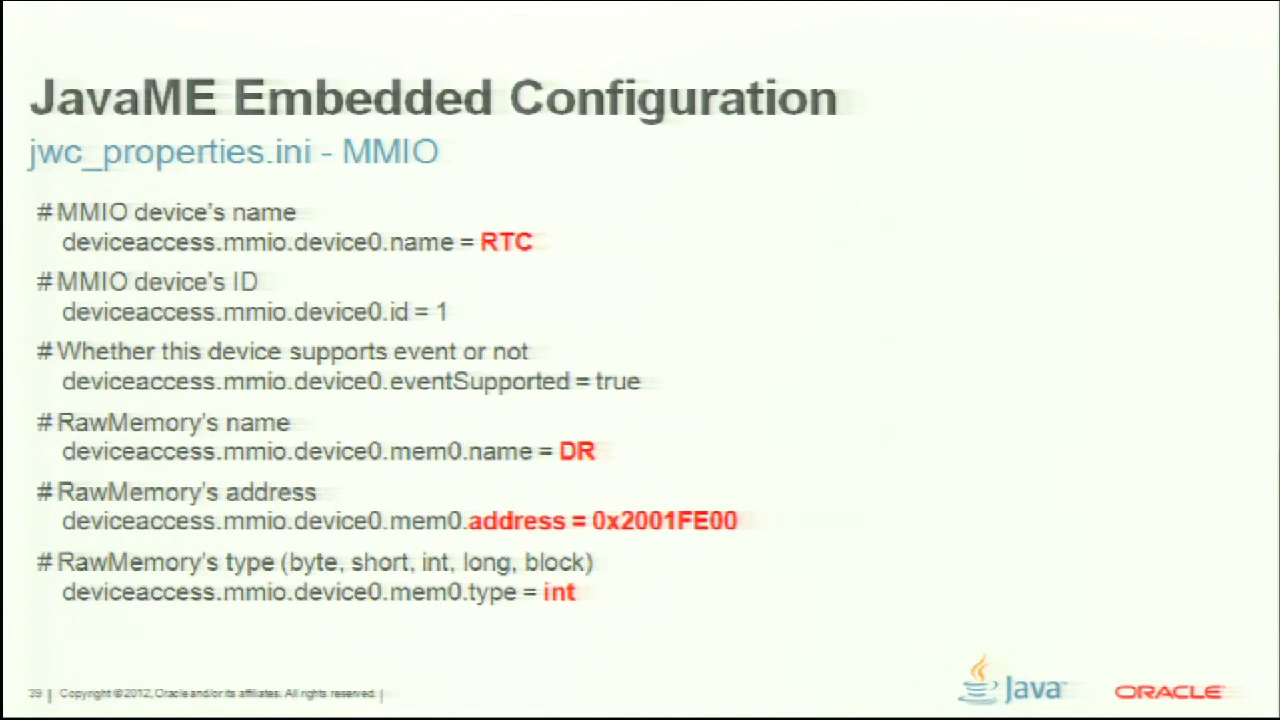 JavaME Embedded Configuration
jwc_properties.ini - MMIO
# MMIO device's name
deviceaccess.mmio.device0.name = RTC
# MMIO device's ID
deviceaccess.mmio.device0.id = 1
# Whether this device supports event or not
deviceaccess.mmio.device0.eventSupported = true
# RawMemory's name
deviceaccess.mmio.device0.mem0.name = DR
# RawMemory's address
deviceaccess.mmio.device0.mem0.address = 0x2001FE00
# RawMemory's type (byte, short, int, long, block)
deviceaccess.mmio.device0.mem0.type = int
39 | Copyright © 2012, Oracle and/or its affiliates. All rights reserved. |
Java
ORACLE